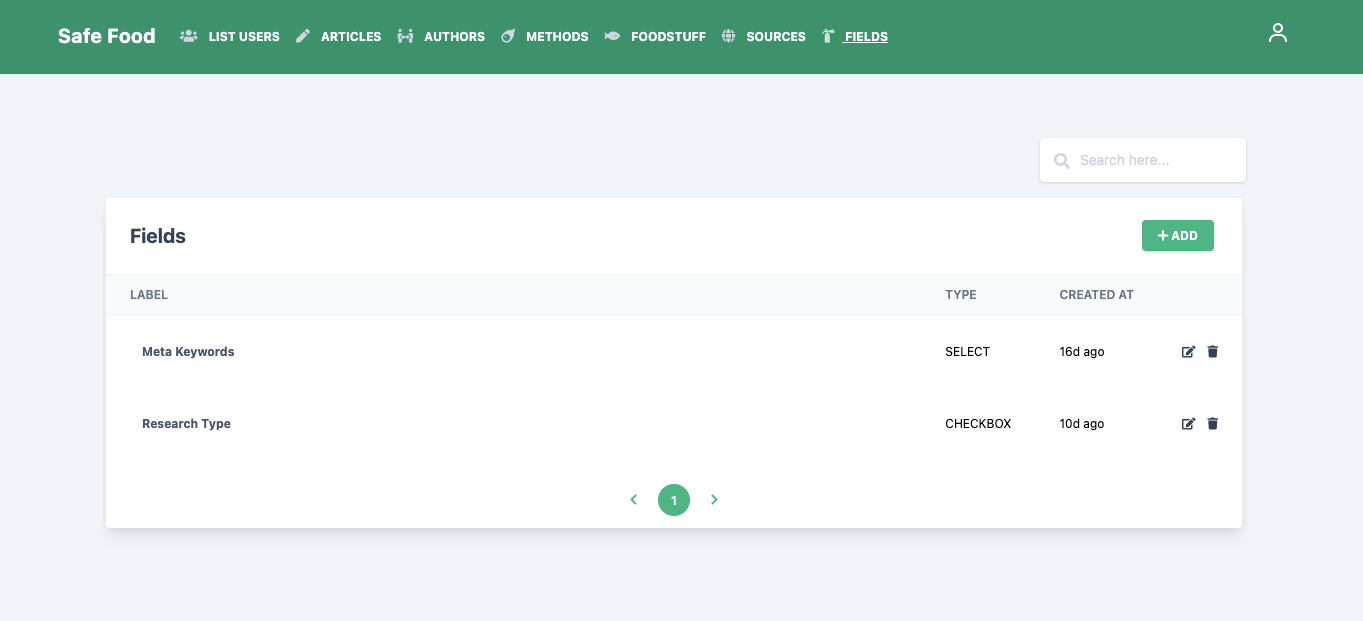 Safe Food LIST USERS ARTICLES AUTHORS METHODS FOODSTUFF SOURCES FIELDS
Search here...
Fields + ADD
LABEL TYPE CREATED AT
Meta Keywords SELECT 16d ago
Research Type CHECKBOX 10d ago
1